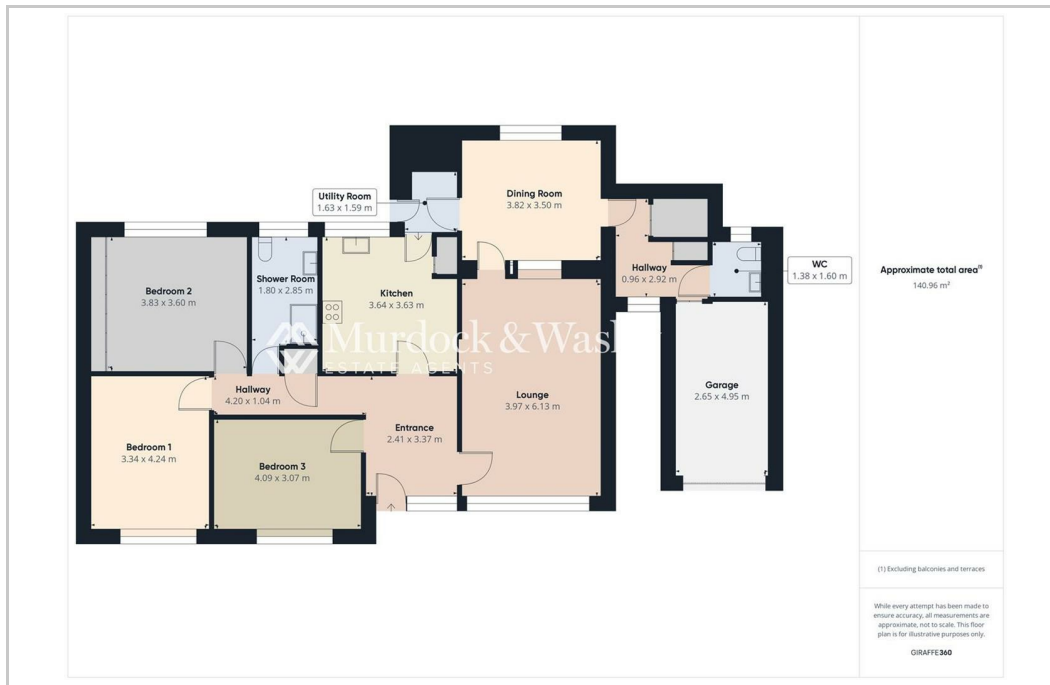 Utility Room
1.63 x 1.59 m
Dining Room
3.82 x 3.50 m
Bedroom 2
3.83 x 3.60 m
Shower Room
1.80 x 2.85 m
Kitchen
3.64 x 3.63 m
Hallway
0.96 x 2.92 m
WC
1.38 x 1.60 m
Murdock & Was
ESTATE AGENTS
Hallway
4.20 x 1.04 m
Lounge
3.97 x 6.13 m
Garage
2.65 x 4.95 m
Entrance
2.41 x 3.37 m
Bedroom 1
3.34 x 4.24 m
Bedroom 3
4.09 x 3.07 m
Approximate total area⁽¹⁾
140.96 m²
(1) Excluding balconies and terraces
While every attempt has been made to
ensure accuracy, all measurements are
approximate, not to scale. This floor
plan is for illustrative purposes only.
GIRAFFE360